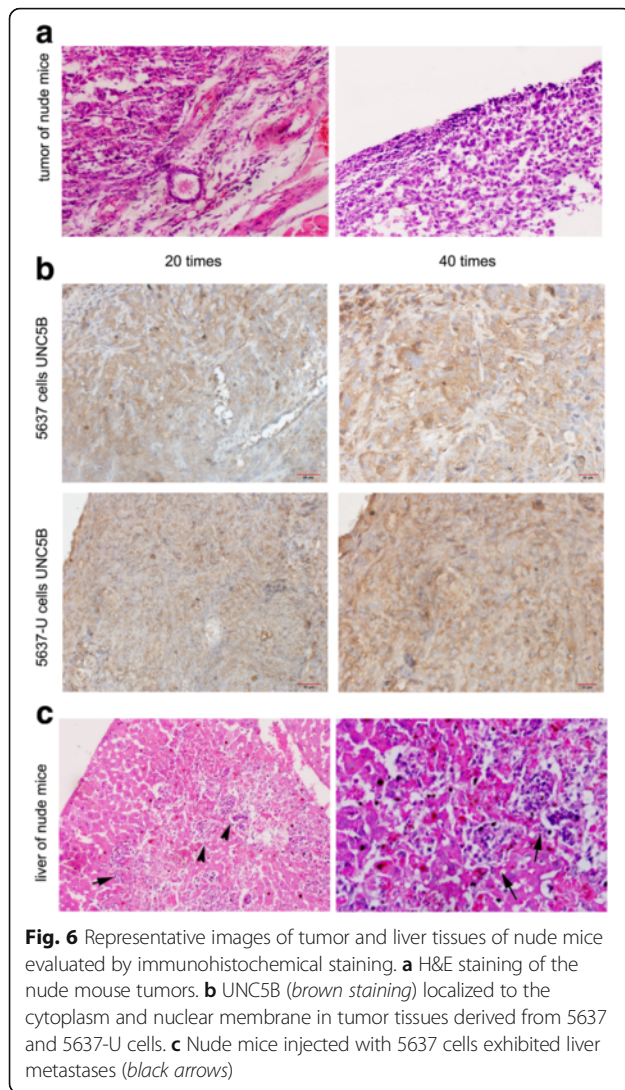 a
tumor of nude mice
b
20 times
40 times
5637 cells UNC5B
5637-U cells UNC5B
c
liver of nude mice
Fig. 6 Representative images of tumor and liver tissues of nude mice
evaluated by immunohistochemical staining. a H&E staining of the
nude mouse tumors. b UNC5B (brown staining) localized to the
cytoplasm and nuclear membrane in tumor tissues derived from 5637
and 5637-U cells. c Nude mice injected with 5637 cells exhibited liver
metastases (black arrows)